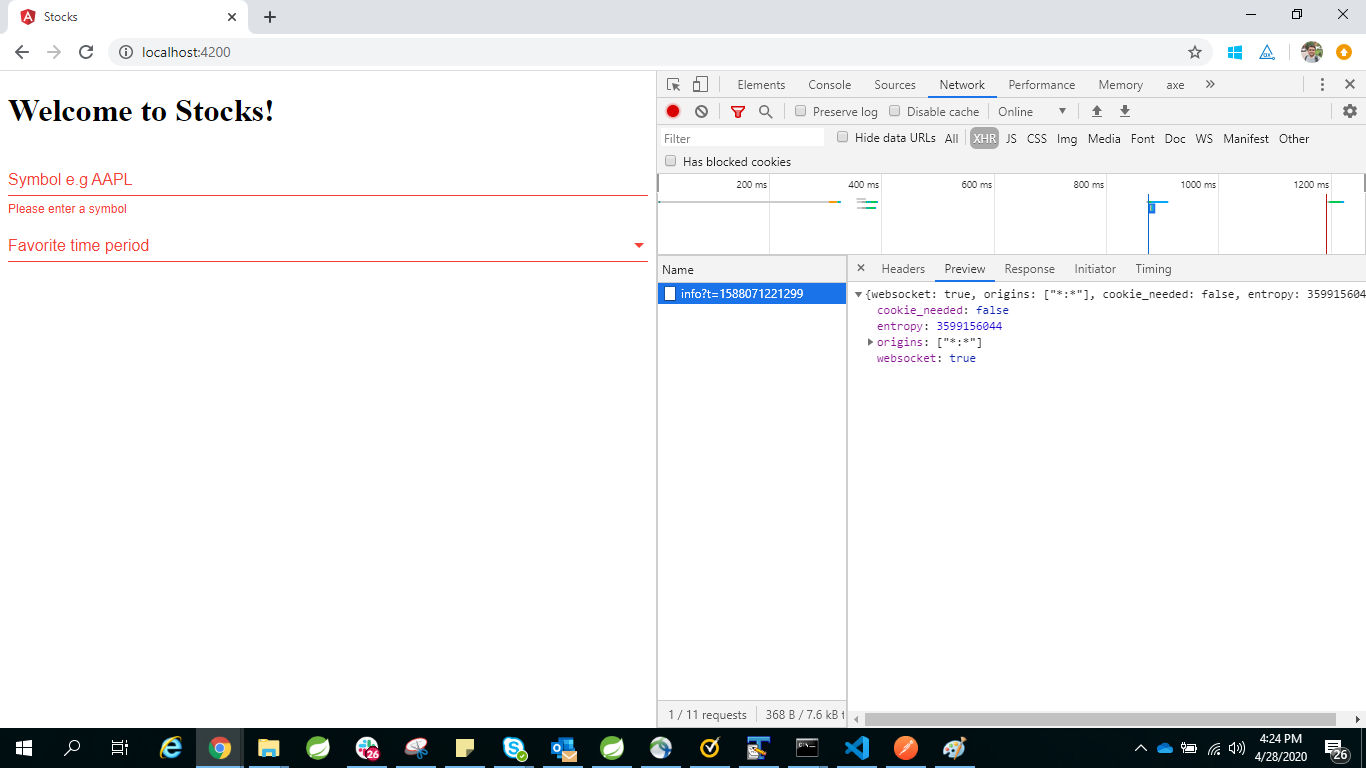 Stocks
localhost:4200
Welcome to Stocks!
Symbol e.g AAPL
Please enter a symbol
Favorite time period
Elements Console Sources Network Performance Memory axe
Preserve log Disable cache Online
Filter Hide data URLs All XHR JS CSS Img Media Font Doc WS Manifest Other
Has blocked cookies
200 ms 400 ms 600 ms 800 ms 1000 ms 1200 ms
Name Headers Preview Response Initiator Timing
info?t=1588071221299
{websocket: true, origins: ["*:*"], cookie_needed: false, entropy: 359915604
cookie_needed: false
entropy: 3599156044
origins: ["*:*"]
websocket: true
1 / 11 requests 368 B / 7.6 kB t
26
4:24 PM
4/28/2020
26